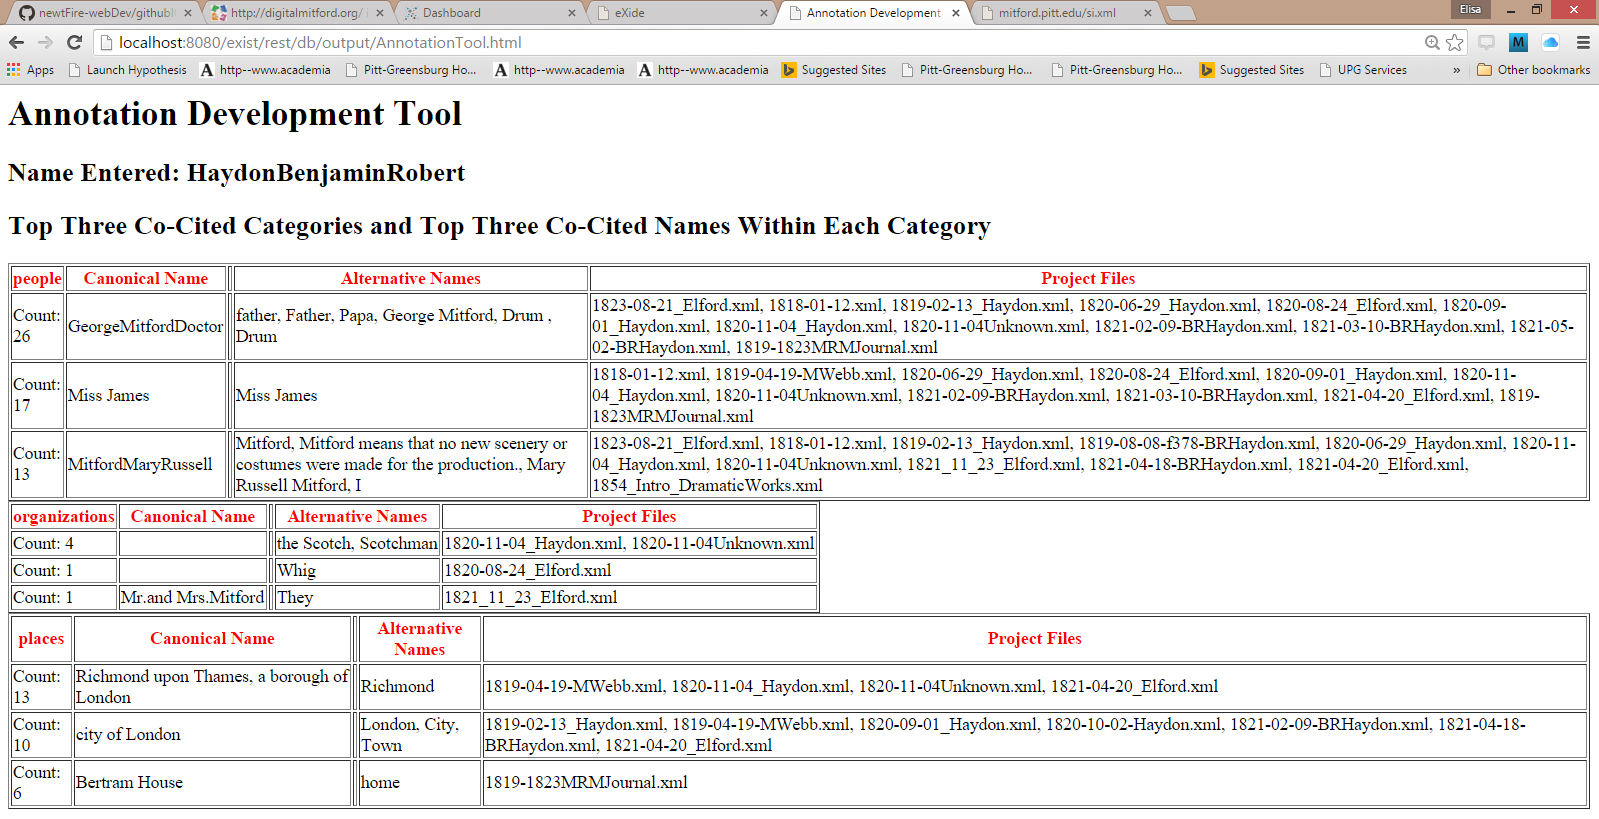 newtFire-webDev/github
http://digitalmitford.org/
Dashboard
eXide
Annotation Development
mitford.pitt.edu/si.xml
Elisa
localhost:8080/exist/rest/db/output/AnnotationTool.html
M
Apps
Launch Hypothesis
A http--www.academia
Pitt-Greensburg Ho...
A http--www.academia
A http--www.academia
Suggested Sites
Pitt-Greensburg Ho...
Pitt-Greensburg Ho...
Suggested Sites
UPG Services
»
Other bookmarks
Annotation Development Tool
Name Entered: HaydonBenjaminRobert
Top Three Co-Cited Categories and Top Three Co-Cited Names Within Each Category
people Canonical Name Alternative Names Project Files
Count: 26
GeorgeMitfordDoctor
father, Father, Papa, George Mitford, Drum ,
Drum
1823-08-21_Elford.xml, 1818-01-12.xml, 1819-02-13_Haydon.xml, 1820-06-29_Haydon.xml, 1820-08-24_Elford.xml, 1820-09-
01_Haydon.xml, 1820-11-04_Haydon.xml, 1820-11-04Unknown.xml, 1821-02-09-BRHaydon.xml, 1821-03-10-BRHaydon.xml, 1821-05-
02-BRHaydon.xml, 1819-1823MRMJournal.xml
Count: 17
Miss James
Miss James
1818-01-12.xml, 1819-04-19-MWebb.xml, 1820-06-29_Haydon.xml, 1820-08-24_Elford.xml, 1820-09-01_Haydon.xml, 1820-11-
04_Haydon.xml, 1820-11-04Unknown.xml, 1821-02-09-BRHaydon.xml, 1821-03-10-BRHaydon.xml, 1821-04-20_Elford.xml, 1819-
1823MRMJournal.xml
Count: 13
MitfordMaryRussell
Mitford, Mitford means that no new scenery or
costumes were made for the production., Mary
Russell Mitford, I
1823-08-21_Elford.xml, 1818-01-12.xml, 1819-02-13_Haydon.xml, 1819-08-08-f378-BRHaydon.xml, 1820-06-29_Haydon.xml, 1820-11-
04_Haydon.xml, 1820-11-04Unknown.xml, 1821_11_23_Elford.xml, 1821-04-18-BRHaydon.xml, 1821-04-20_Elford.xml,
1854_Intro_DramaticWorks.xml
organizations Canonical Name Alternative Names Project Files
Count: 4 the Scotch, Scotchman 1820-11-04_Haydon.xml, 1820-11-04Unknown.xml
Count: 1 Whig 1820-08-24_Elford.xml
Count: 1 Mr.and Mrs.Mitford They 1821_11_23_Elford.xml
places Canonical Name Alternative Names Project Files
Count: 13
Richmond upon Thames, a borough of
London
Richmond
1819-04-19-MWebb.xml, 1820-11-04_Haydon.xml, 1820-11-04Unknown.xml, 1821-04-20_Elford.xml
Count: 10
city of London
London, City,
Town
1819-02-13_Haydon.xml, 1819-04-19-MWebb.xml, 1820-09-01_Haydon.xml, 1820-10-02-Haydon.xml, 1821-02-09-BRHaydon.xml, 1821-04-18-
BRHaydon.xml, 1821-04-20_Elford.xml
Count: 6
Bertram House
home
1819-1823MRMJournal.xml